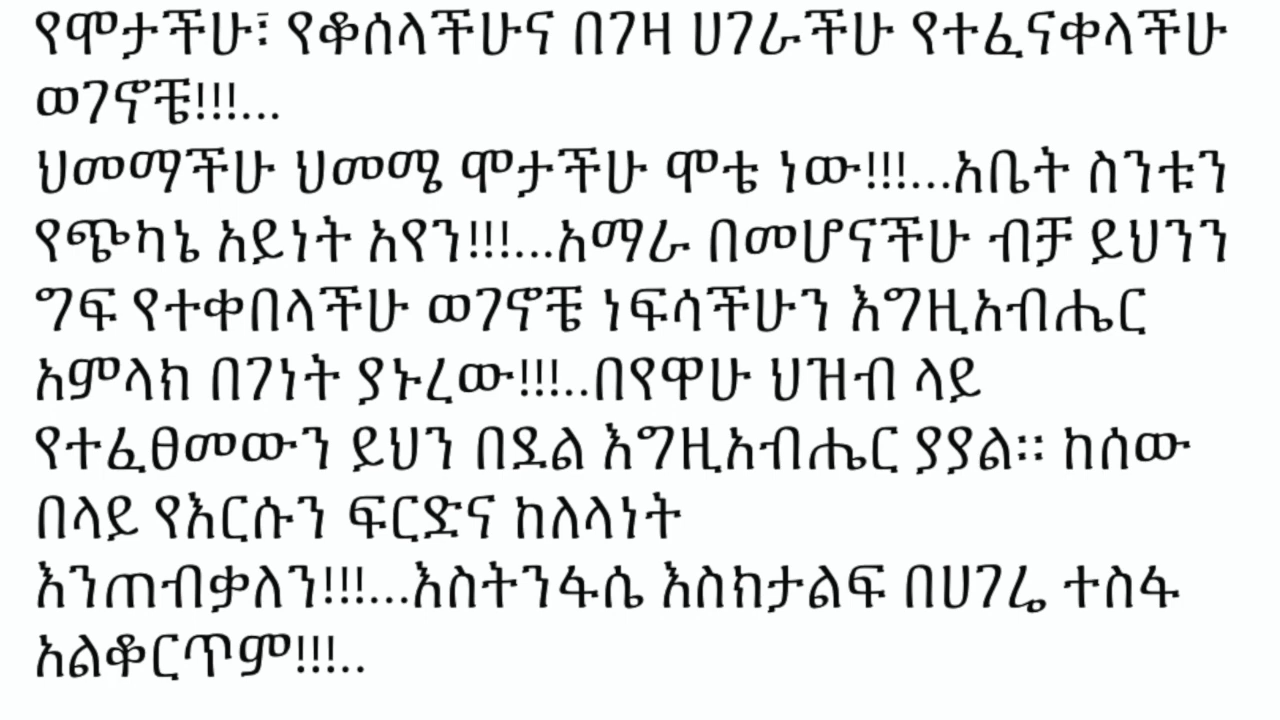 የሞታችሁ፣ የቆሰላችሁና በገዛ ሀገራችሁ የተፈናቀላችሁ
ወገኖቼ!!!...
ህመማችሁ ህመሜ ሞታችሁ ሞቴ ነው!!!...አቤት ስንቱን
የጭካኔ አይነት አየን!!!...አማራ በመሆናችሁ ብቻ ይህንን
ግፍ የተቀበላችሁ ወገኖቼ ነፍሳችሁን እግዚአብሔር
አምላክ በገነት ያኑረው!!!..በየዋሁ ህዝብ ላይ
የተፈፀመውን ይህን በደል እግዚአብሔር ያያል፡፡ ከሰው
በላይ የእርሱን ፍርድና ከለላነት
እንጠብቃለን!!!...እስትንፋሴ እስክታልፍ በሀገሬ ተስፋ
አልቆርጥም!!!..